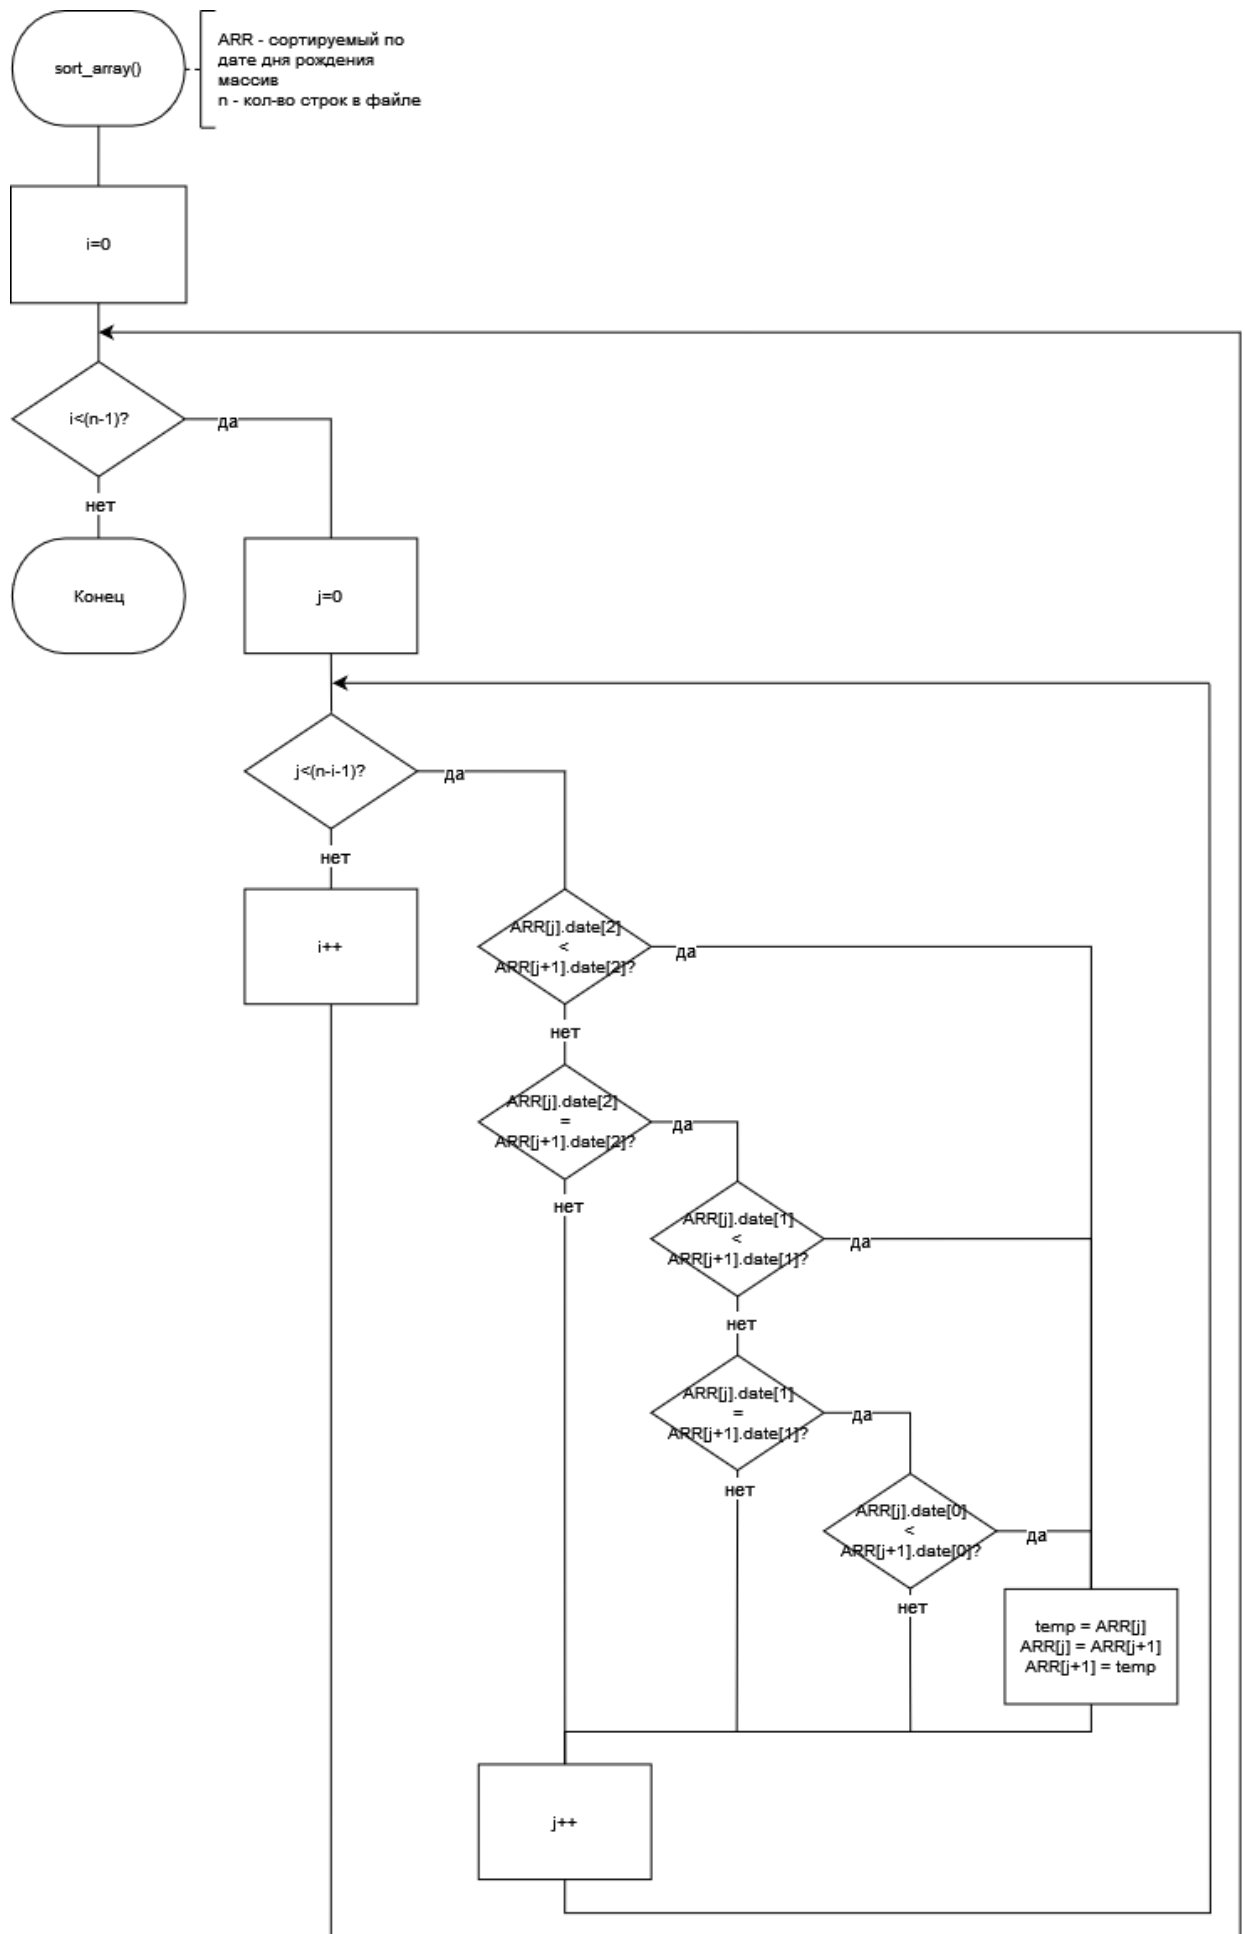 sort_array()
ARR - сортируемый по
дате дня рождения
массив
n - кол-во строк в файле
i=0
i<(n-1)?
да
нет
Конец
j=0
j<(n-i-1)?
да
нет
i++
ARR[j].date[2]
<
ARR[j+1].date[2]?
да
нет
ARR[j].date[2]
=
ARR[j+1].date[2]?
да
нет
ARR[j].date[1]
<
ARR[j+1].date[1]?
да
нет
ARR[j].date[1]
=
ARR[j+1].date[1]?
да
нет
ARR[j].date[0]
<
ARR[j+1].date[0]?
да
нет
temp = ARR[j]
ARR[j] = ARR[j+1]
ARR[j+1] = temp
j++